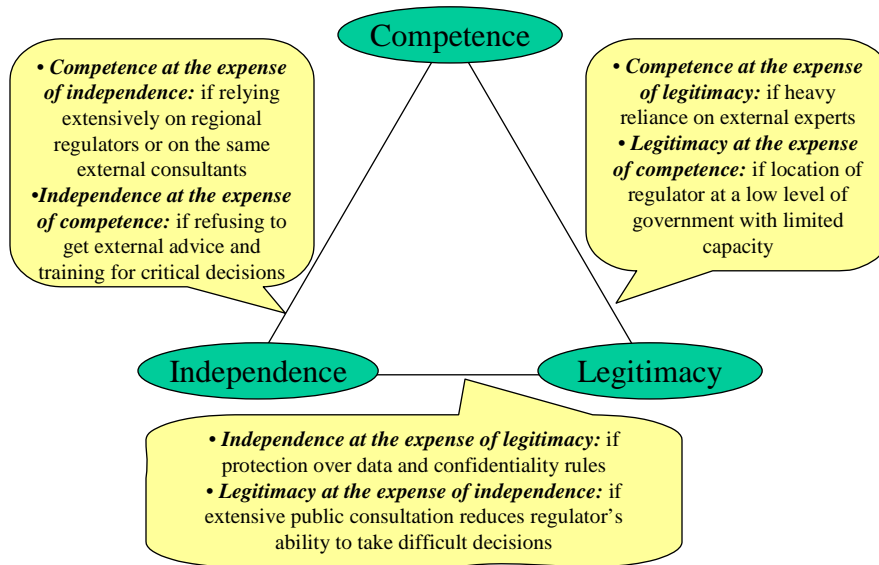 Competence
• Competence at the expense
of independence: if relying
extensively on regional
regulators or on the same
external consultants
•Independence at the expense
of competence: if refusing to
get external advice and
training for critical decisions
• Competence at the expense
of legitimacy: if heavy
reliance on external experts
• Legitimacy at the expense
of competence: if location of
regulator at a low level of
government with limited
capacity
Independence
Legitimacy
• Independence at the expense of legitimacy: if
protection over data and confidentiality rules
• Legitimacy at the expense of independence: if
extensive public consultation reduces regulator’s
ability to take difficult decisions